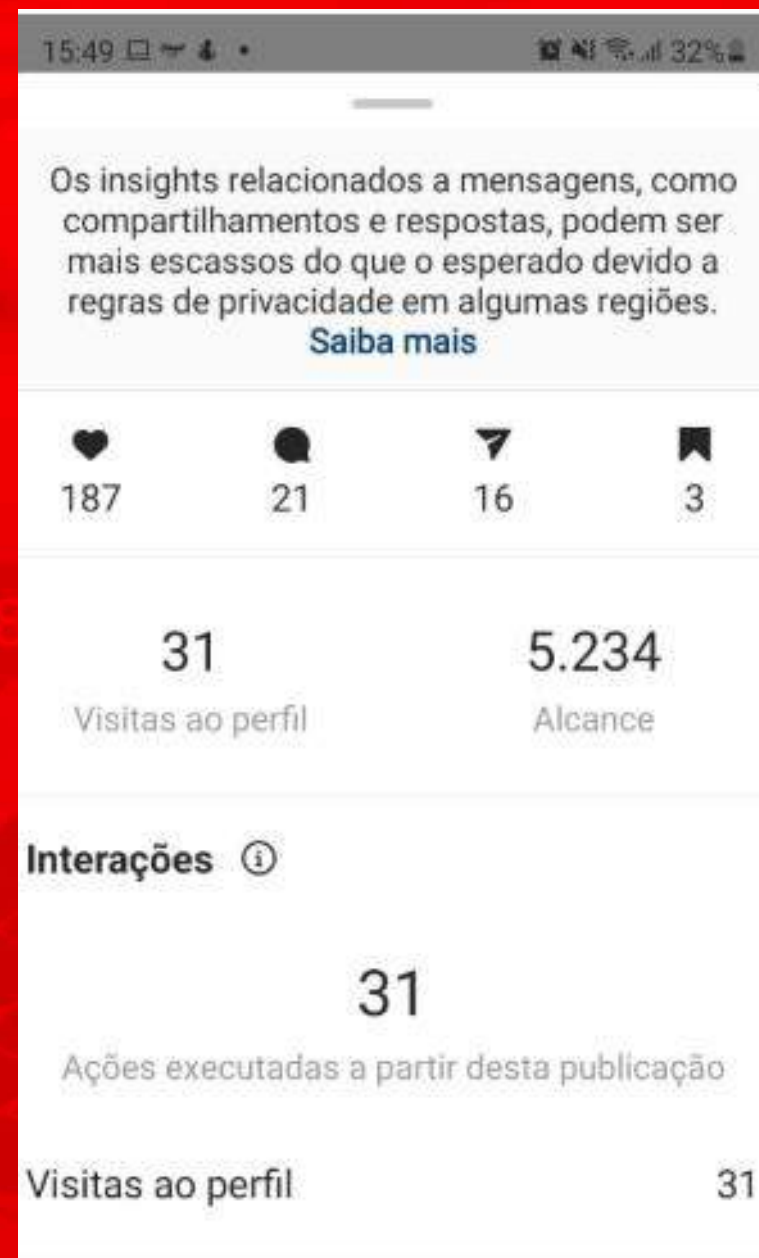 15:49 32%
Os insights relacionados a mensagens, como
compartilhamentos e respostas, podem ser
mais escassos do que o esperado devido a
regras de privacidade em algumas regiões.
Saiba mais
187 21 16 3
31 5.234
Visitas ao perfil Alcance
Interações
31
Ações executadas a partir desta publicação
Visitas ao perfil 31